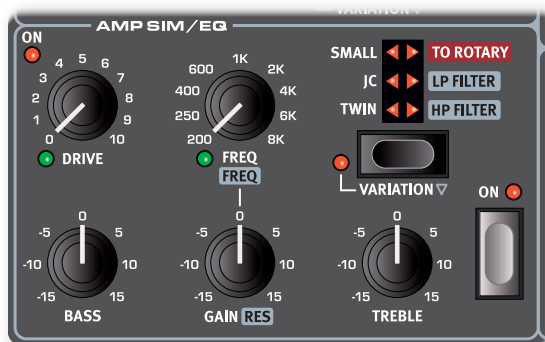 VARIATION ▽
AMP SIM/EQ
ON
0 1 2 3 4 5 6 7 8 9 10
DRIVE
200 250 400 600 1K 2K 4K 6K 8K
FREQ
FREQ
SMALL TO ROTARY
JC LP FILTER
TWIN HP FILTER
VARIATION ▽
ON
-15 -10 -5 0 5 10 15
BASS
-15 -10 -5 0 5 10 15
GAIN RES
-15 -10 -5 0 5 10 15
TREBLE